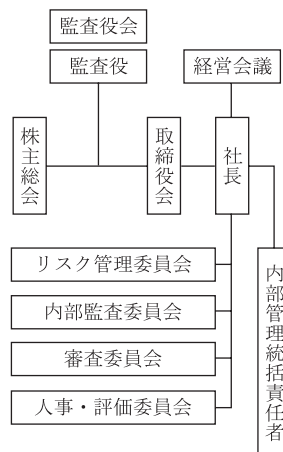 監査役会
監査役
経営会議
株主総会
取締役会
社長
リスク管理委員会
内部監査委員会
審査委員会
人事・評価委員会
内部管理統括責任者